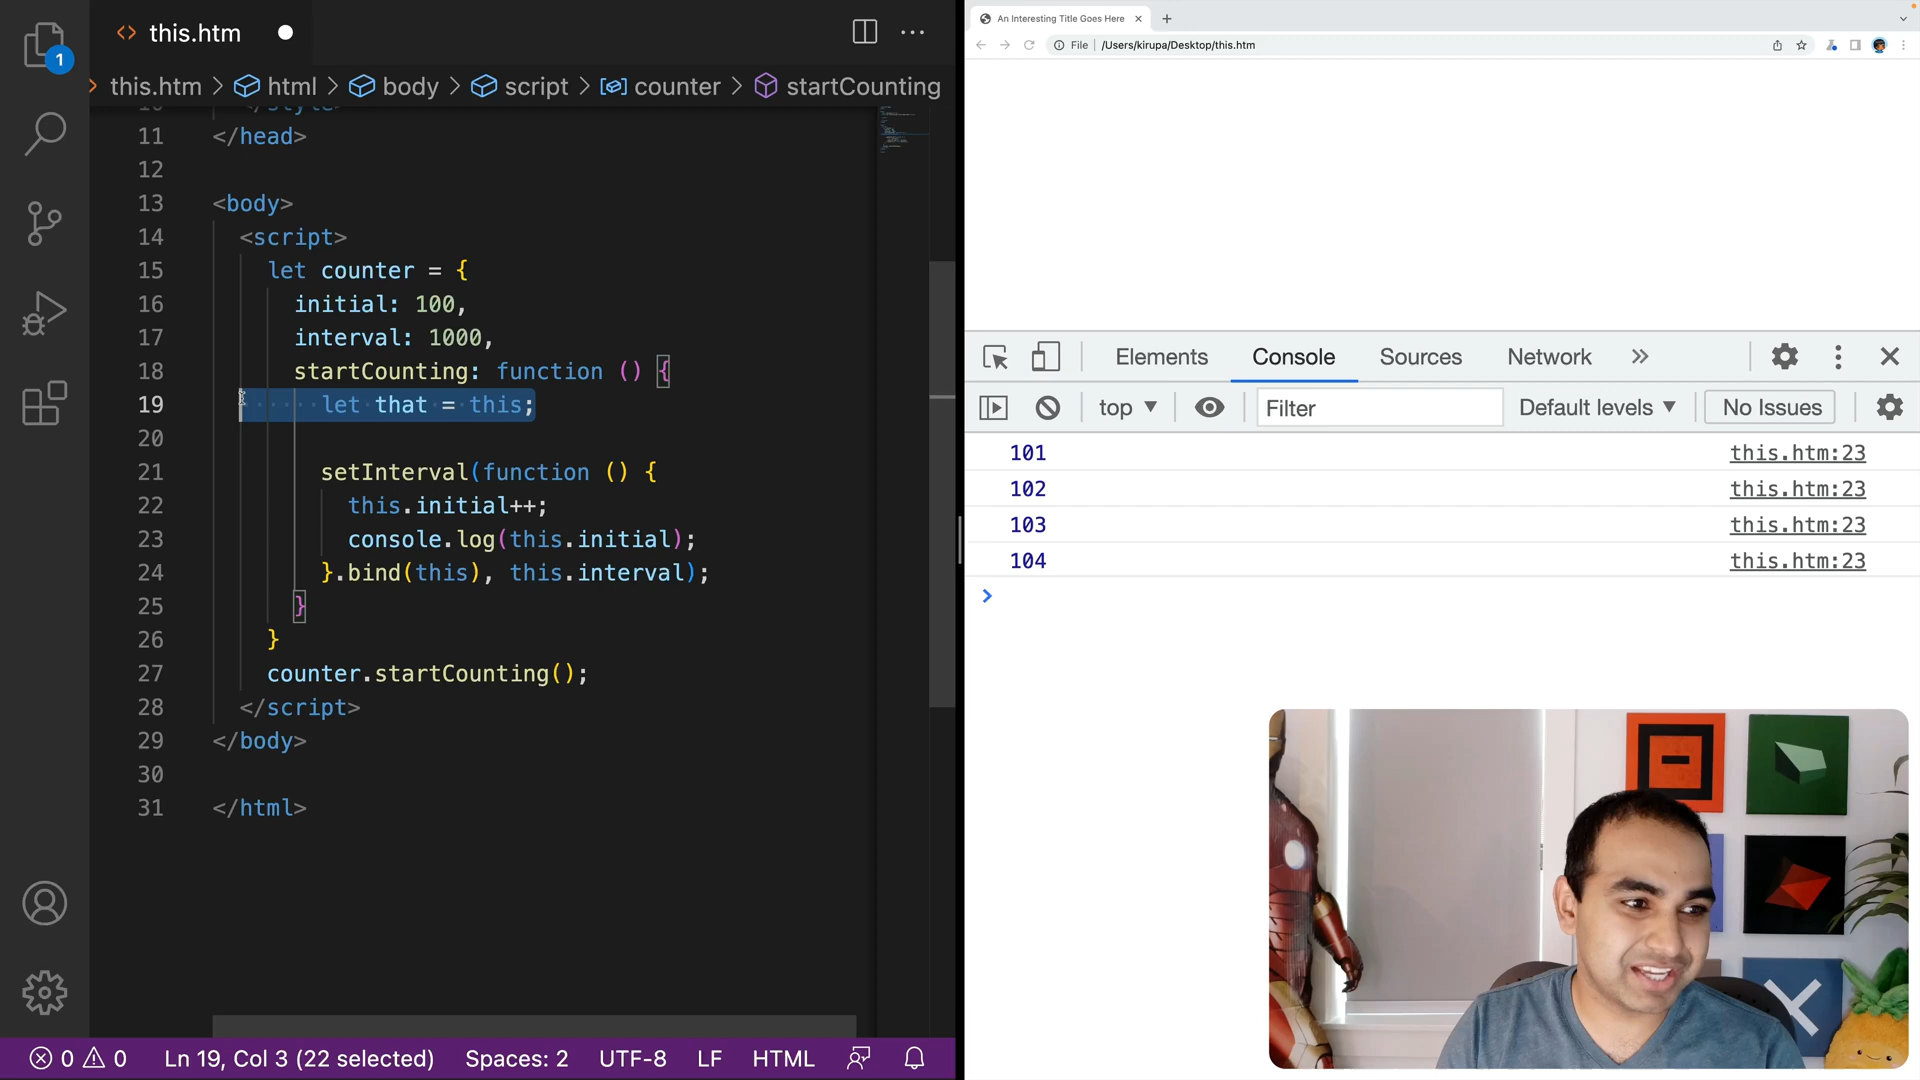 this.htm
1
this.htm > html > body > script > counter > startCounting
10 </style>
11 </head>
12
13 <body>
14 <script>
15 let counter = {
16 initial: 100,
17 interval: 1000,
18 startCounting: function () {
19 let that = this;
20
21 setInterval(function () {
22 this.initial++;
23 console.log(this.initial);
24 }.bind(this), this.interval);
25 }
26 }
27 counter.startCounting();
28 </script>
29 </body>
30
31 </html>
0 0 Ln 19, Col 3 (22 selected) Spaces: 2 UTF-8 LF HTML
An Interesting Title Goes Here
File | /Users/kirupa/Desktop/this.htm
Elements Console Sources Network »
top Filter Default levels No Issues
101 this.htm:23
102 this.htm:23
103 this.htm:23
104 this.htm:23